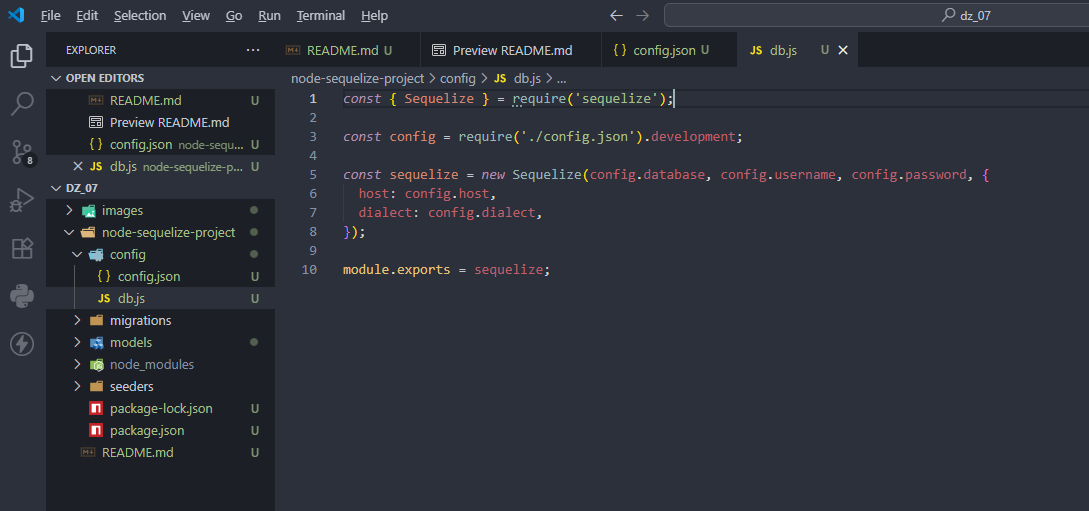 File Edit Selection View Go Run Terminal Help
dz_07
EXPLORER
README.md U
Preview README.md
config.json U
JS db.js U
OPEN EDITORS
README.md U
Preview README.md
{ } config.json node-sequ... U
JS db.js node-sequelize-p... U
DZ_07
images
node-sequelize-project
config
{ } config.json U
JS db.js U
migrations
models
node_modules
seeders
package-lock.json U
package.json U
README.md U
8
node-sequelize-project > config > JS db.js > ...
1 const { Sequelize } = require('sequelize');
2
3 const config = require('./config.json').development;
4
5 const sequelize = new Sequelize(config.database, config.username, config.password, {
6 host: config.host,
7 dialect: config.dialect,
8 });
9
10 module.exports = sequelize;